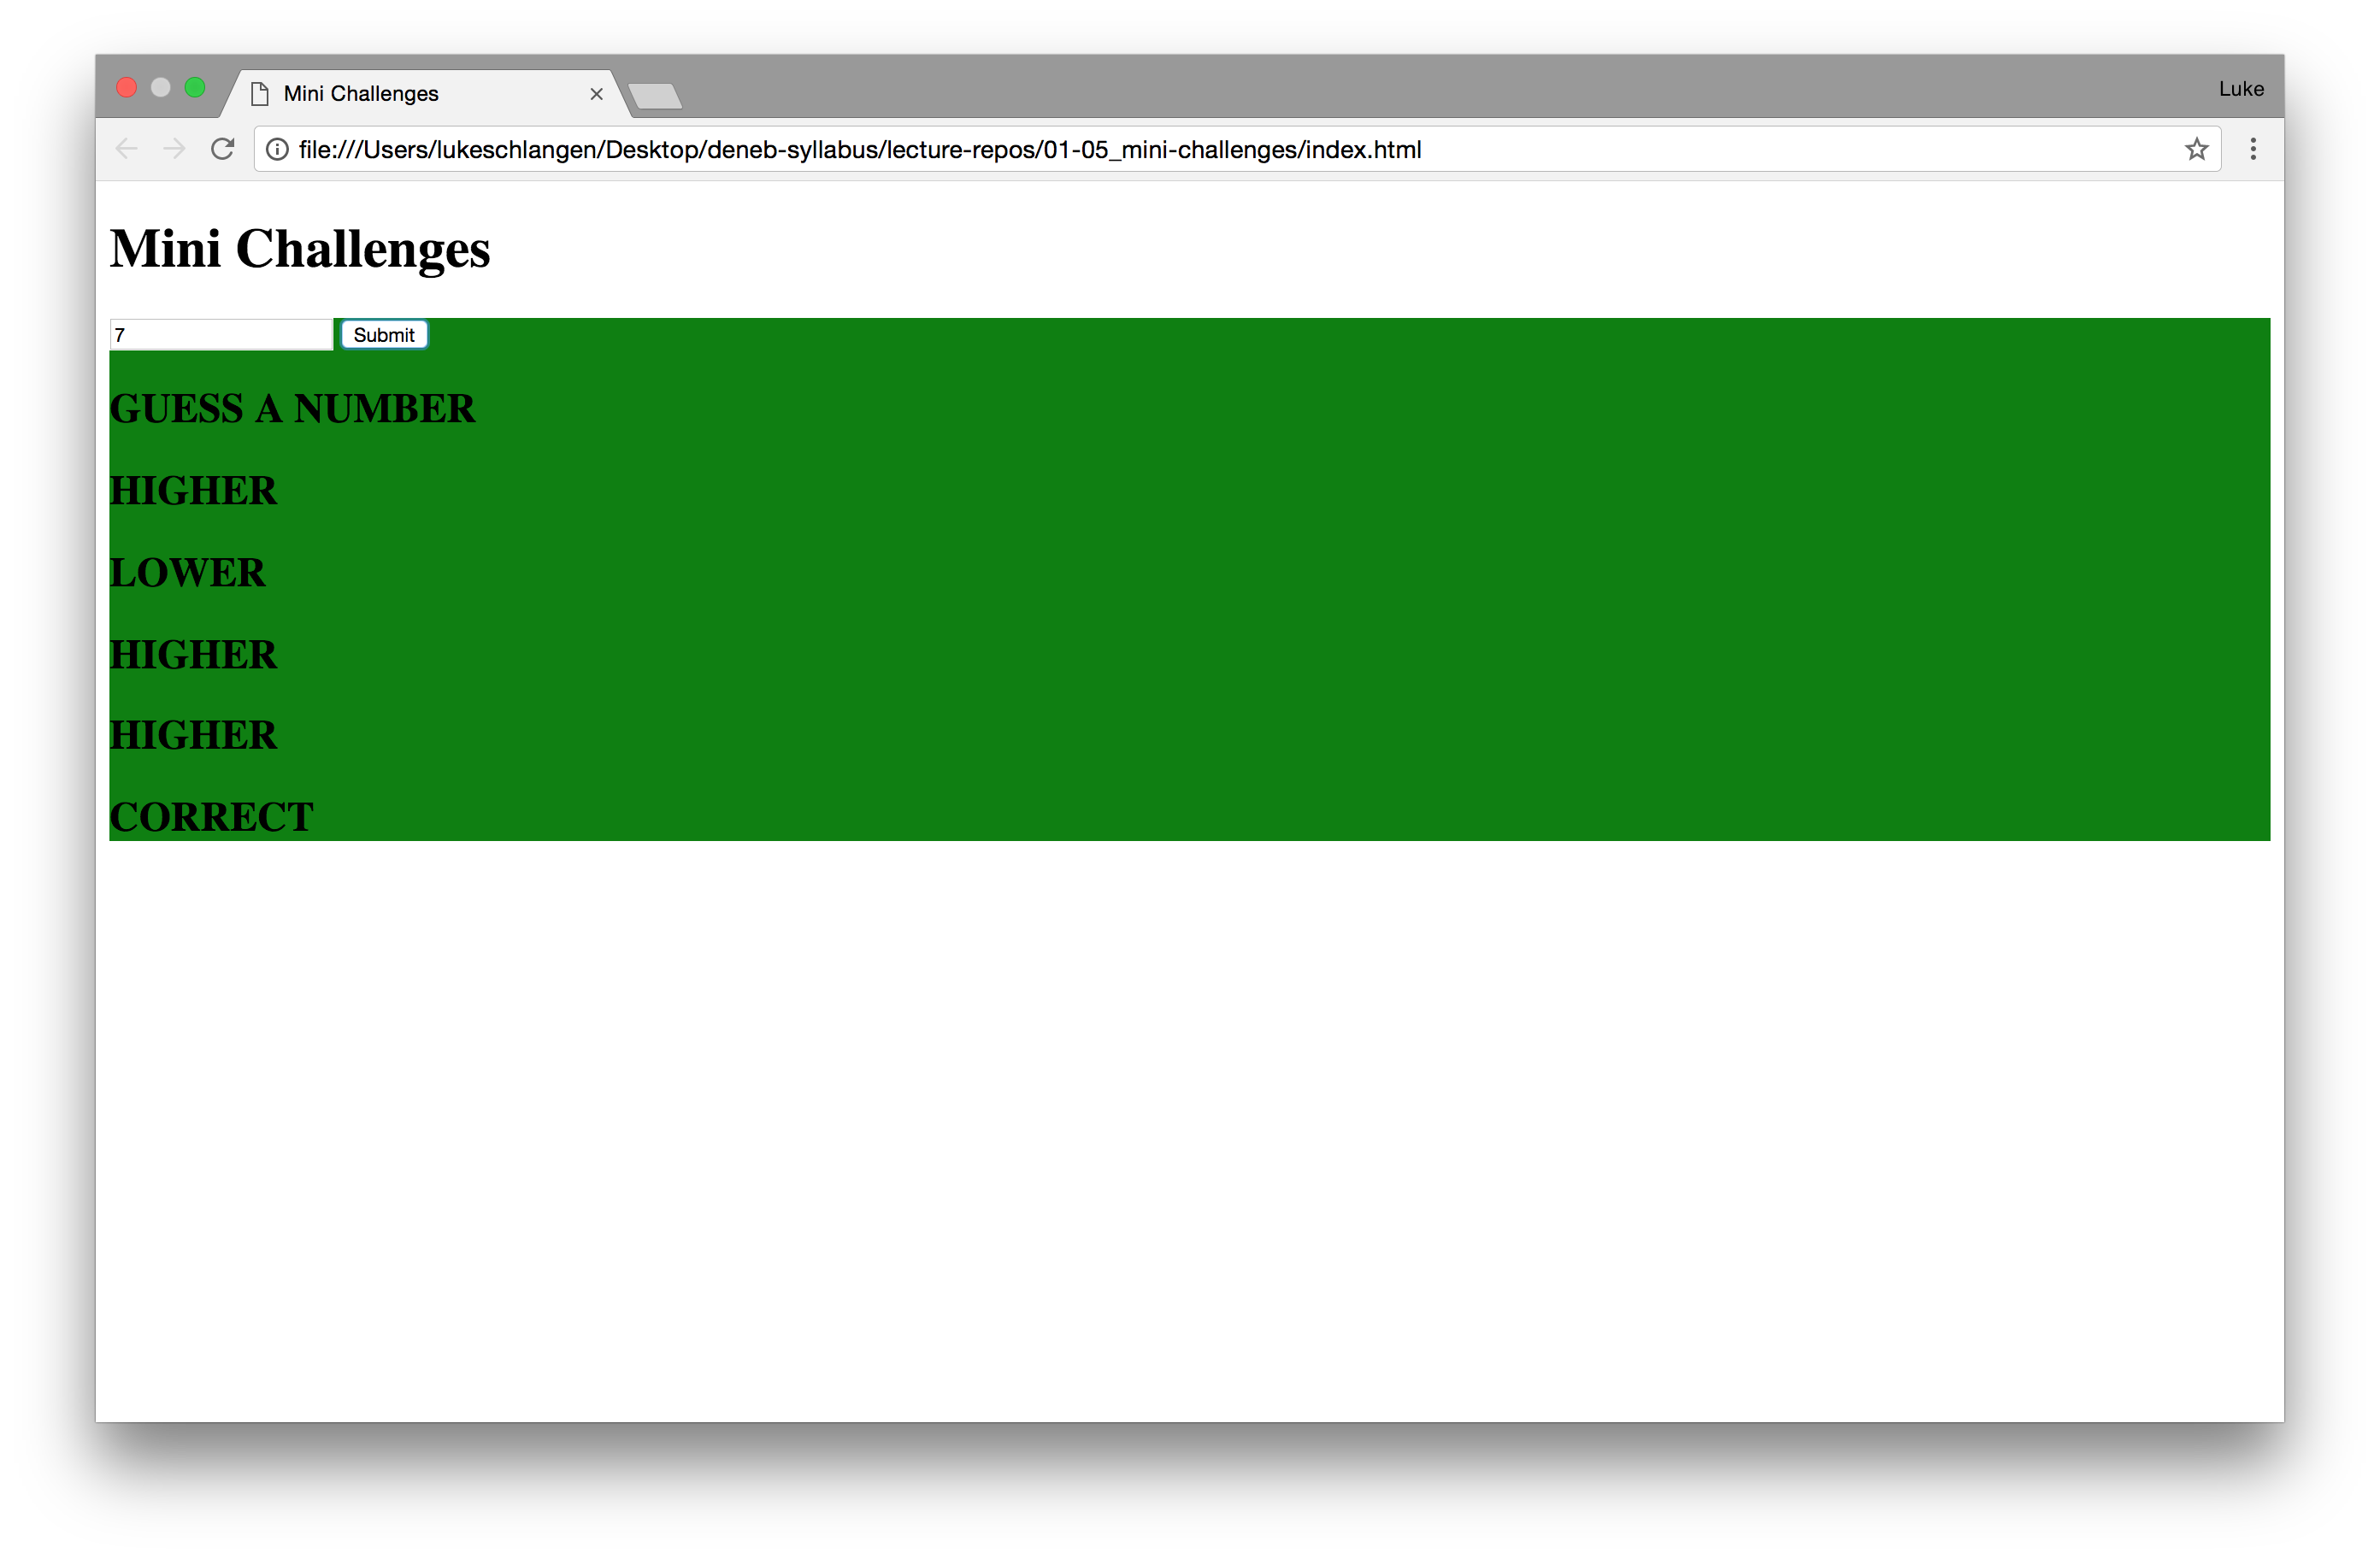 Mini Challenges
Luke
file:///Users/lukeschlangen/Desktop/deneb-syllabus/lecture-repos/01-05_mini-challenges/index.html
Mini Challenges
7 Submit
GUESS A NUMBER
HIGHER
LOWER
HIGHER
HIGHER
CORRECT